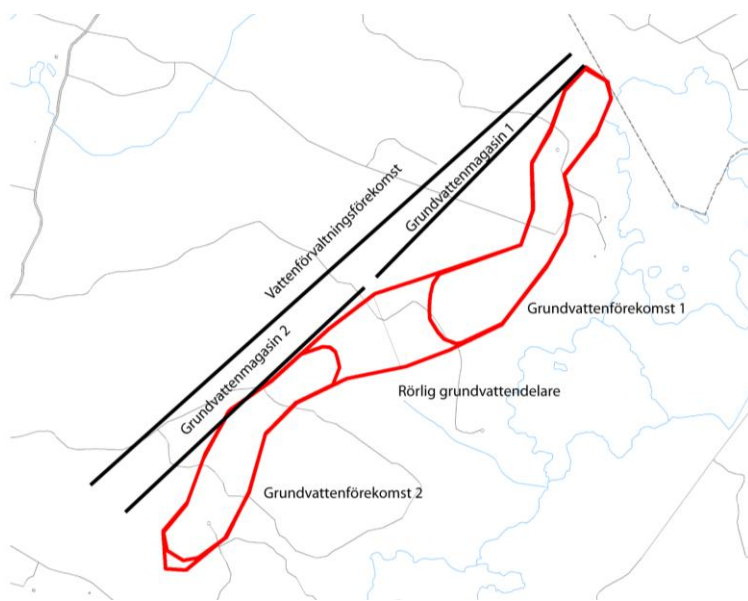 Vattenförvaltningsförekomst
Grundvattenmagasin 1
Grundvattenmagasin 2
Grundvattenförekomst 1
Rörlig grundvattendelare
Grundvattenförekomst 2